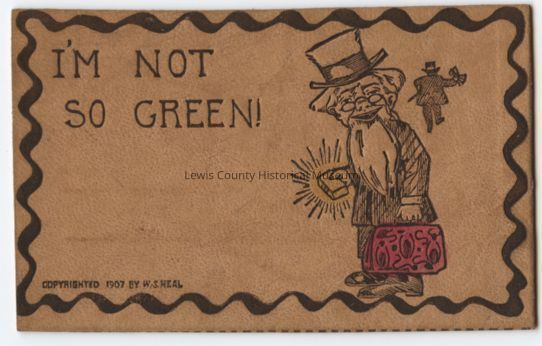 I'M NOT
SO GREEN!
Lewis County Historical Museum
COPYRIGHTED 1907 BY W.S.HEAL